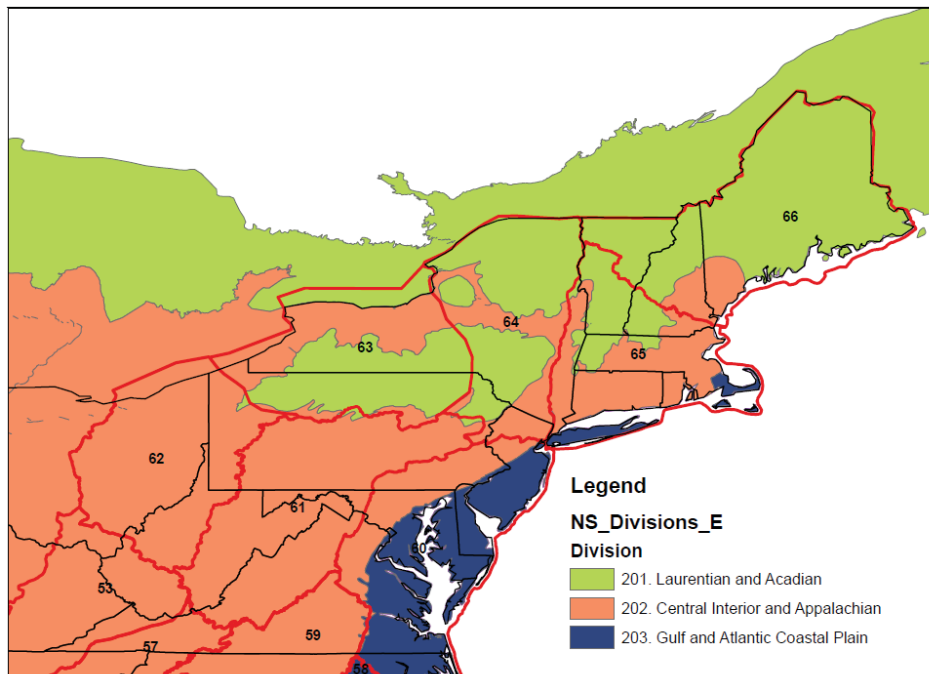 66
64
63
65
62
61
60
53
59
57
58
Legend
NS_Divisions_E
Division
201. Laurentian and Acadian
202. Central Interior and Appalachian
203. Gulf and Atlantic Coastal Plain